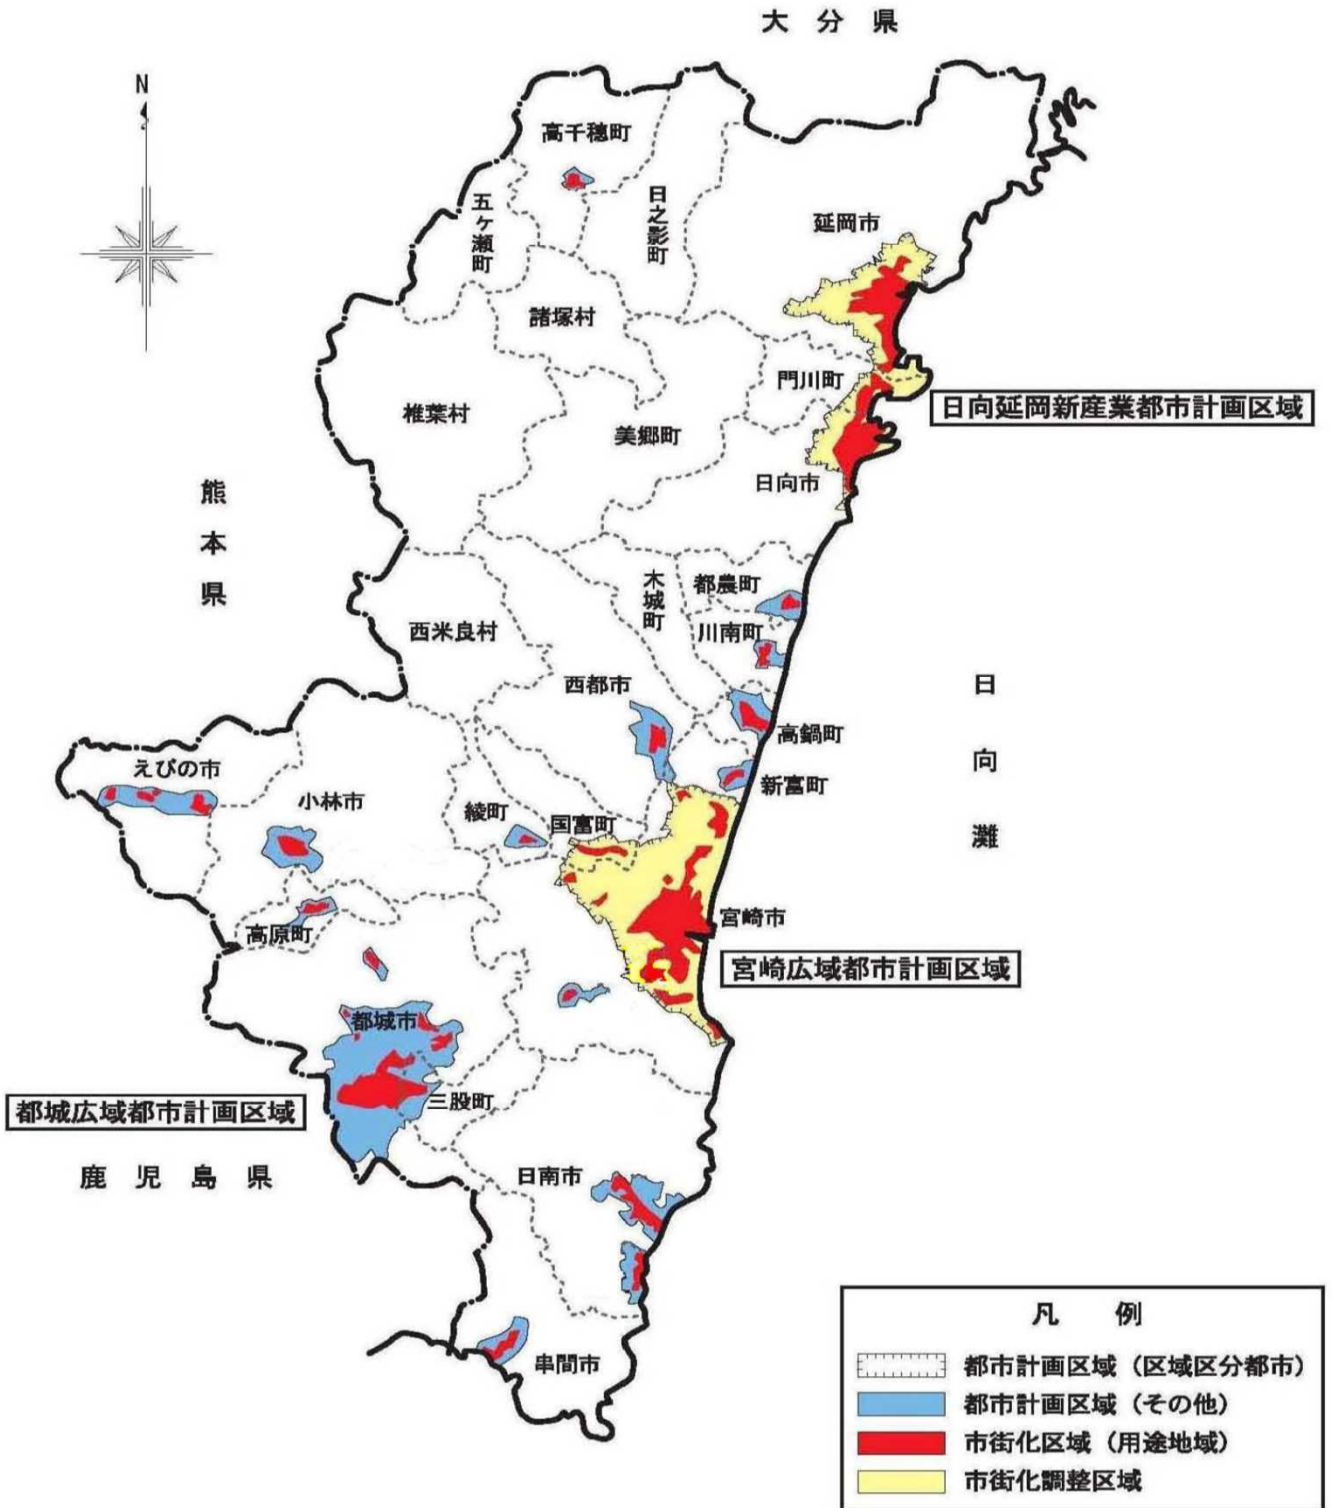 大分県
N
高千穂町
日之影町
五ヶ瀬町
延岡市
諸塚村
門川町
日向延岡新産業都市計画区域
椎葉村
美郷町
日向市
熊本県
木城町
都農町
川南町
西米良村
西都市
日向灘
高鍋町
えびの市
新富町
小林市
綾町
国富町
宮崎市
高原町
宮崎広域都市計画区域
都城市
三股町
都城広域都市計画区域
鹿児島県
日南市
串間市
凡例
都市計画区域（区域区分都市）
都市計画区域（その他）
市街化区域（用途地域）
市街化調整区域